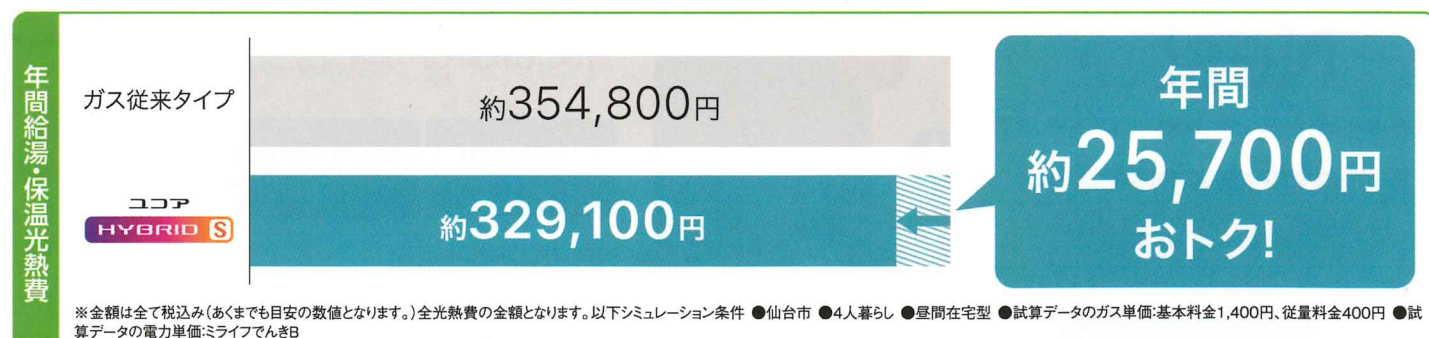 年間給湯・保温光熱費
ガス従来タイプ
約354,800円
ユコア
HYBRID S
約329,100円
年間
約25,700円
おトク!
※金額は全て税込み(あくまでも目安の数値となります。)全光熱費の金額となります。以下シミュレーション条件 ●仙台市 ●4人暮らし ●昼間在宅型 ●試算データのガス単価:基本料金1,400円、従量料金400円 ●試
算データの電力単価:ミライフでんきB